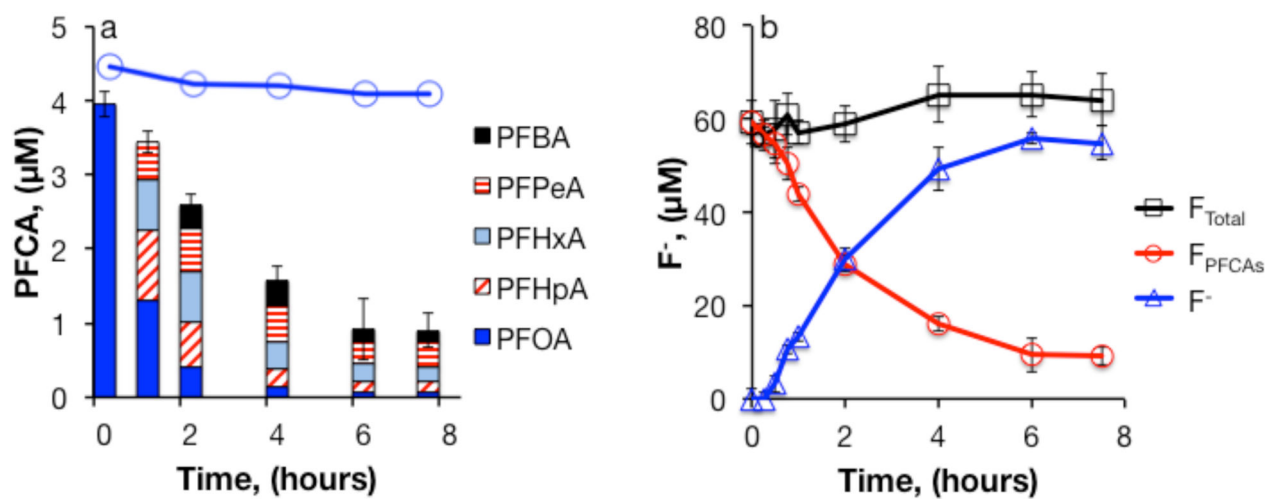 a
5
4
3
2
1
0
PFCA, (µM)
0 2 4 6 8
Time, (hours)
PFBA
PFPeA
PFHxA
PFHpA
PFOA
b
80
60
40
20
0
F-, (µM)
0 2 4 6 8
Time, (hours)
FTotal
FPFCAs
F-